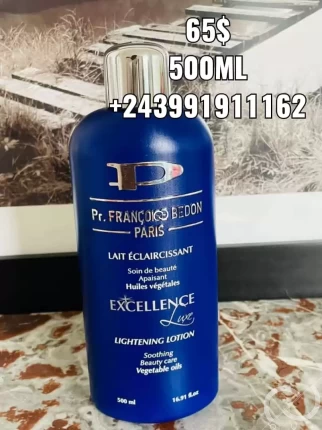 65$
500ML
+243991911162
Pr. FRANÇOIS BEDON
PARIS
LAIT ÉCLAIRCISSANT
Soin de beauté
Apaisant
Huiles végétales
EXCELLENCE
Luxe
LIGHTENING LOTION
Soothing
Beauty care
Vegetable oils
500 ml 16.91 fl.oz